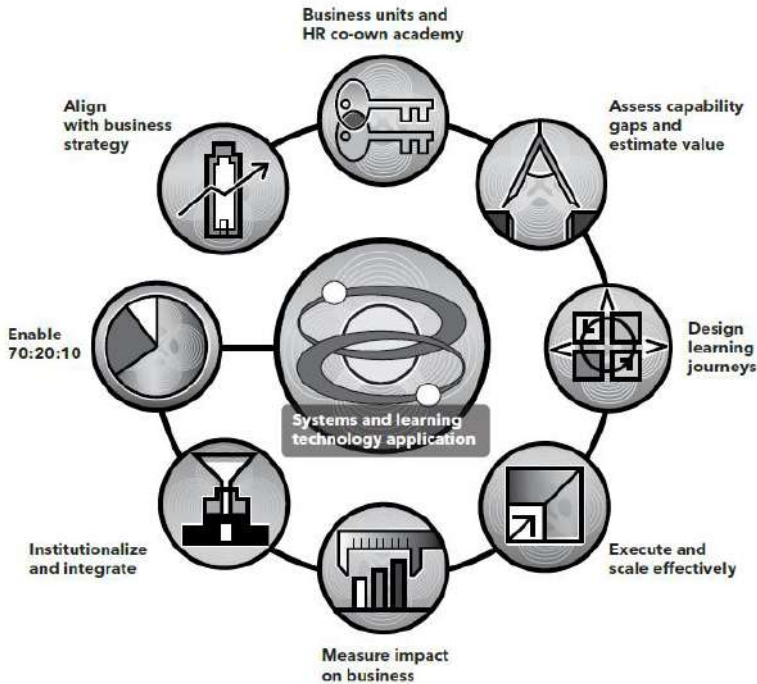 Business units and
HR co-own academy
Align
with business
strategy
Assess capability
gaps and
estimate value
Enable
70:20:10
Design
learning
journeys
Systems and learning
technology application
Institutionalize
and integrate
Execute and
scale effectively
Measure impact
on business